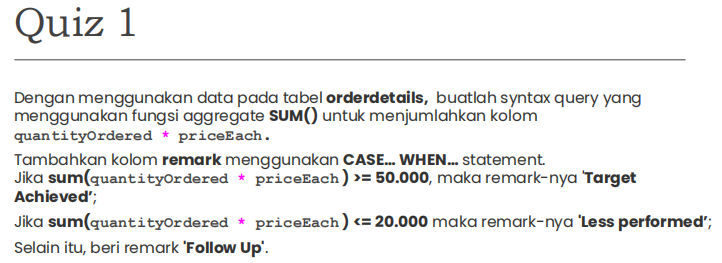 Quiz 1
Dengan menggunakan data pada tabel orderdetails, buatlah syntax query yang
menggunakan fungsi aggregate SUM() untuk menjumlahkan kolom
quantityOrdered * priceEach.
Tambahkan kolom remark menggunakan CASE... WHEN... statement.
Jika sum(quantityOrdered * priceEach) >= 50.000, maka remark-nya 'Target
Achieved’;
Jika sum(quantityOrdered * priceEach) <= 20.000 maka remark-nya 'Less performed’;
Selain itu, beri remark 'Follow Up'.